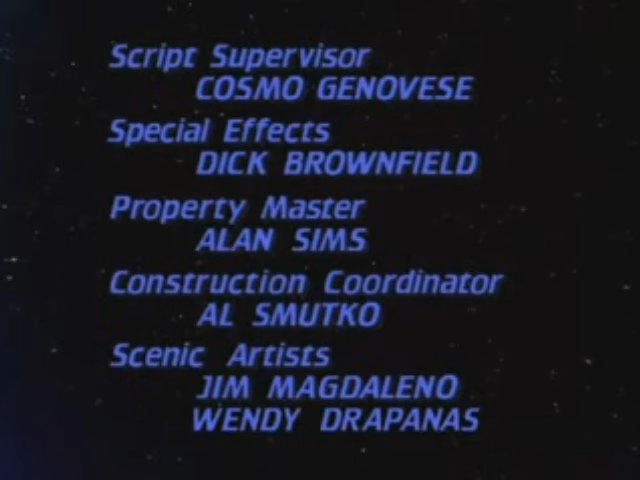 Script Supervisor
COSMO GENOVESE
Special Effects
DICK BROWNFIELD
Property Master
ALAN SIMS
Construction Coordinator
AL SMUTKO
Scenic Artists
JIM MAGDALENO
WENDY DRAPANAS